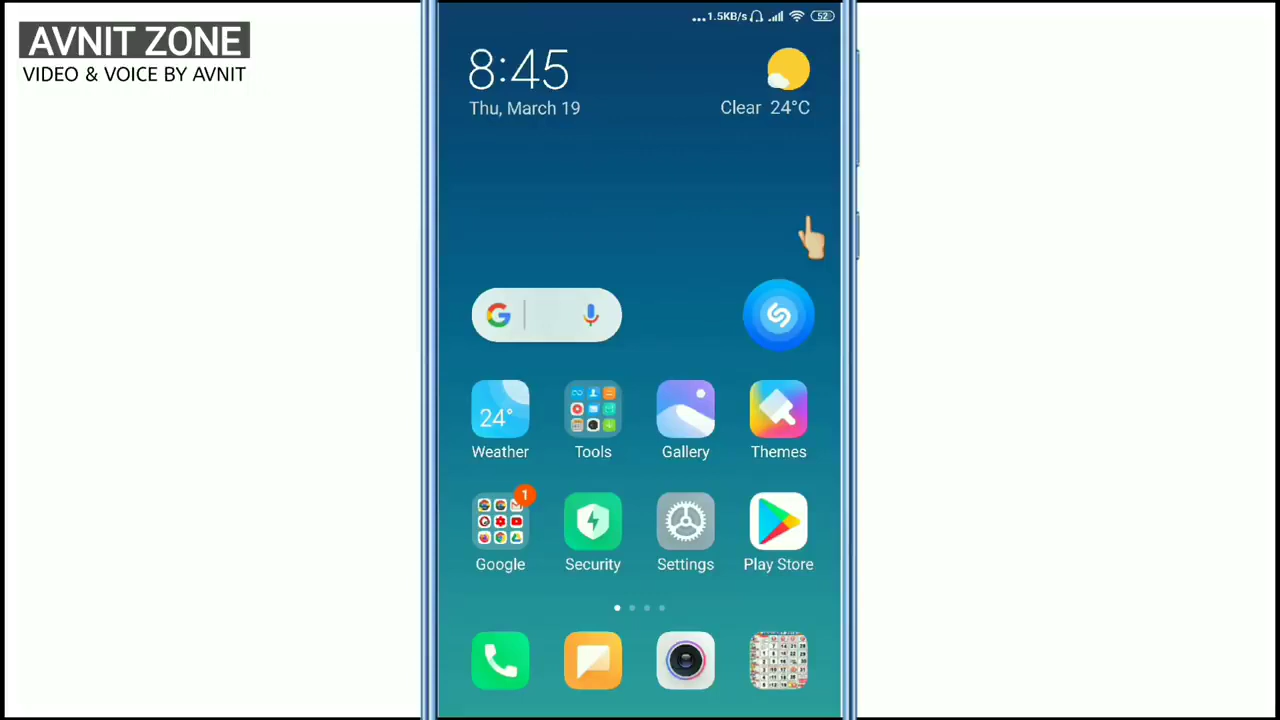 AVNIT ZONE
VIDEO & VOICE BY AVNIT
...1.5KB/s 52
8:45
Thu, March 19
Clear 24°C
24°
Weather
Tools
Gallery
Themes
1
Google
Security
Settings
Play Store